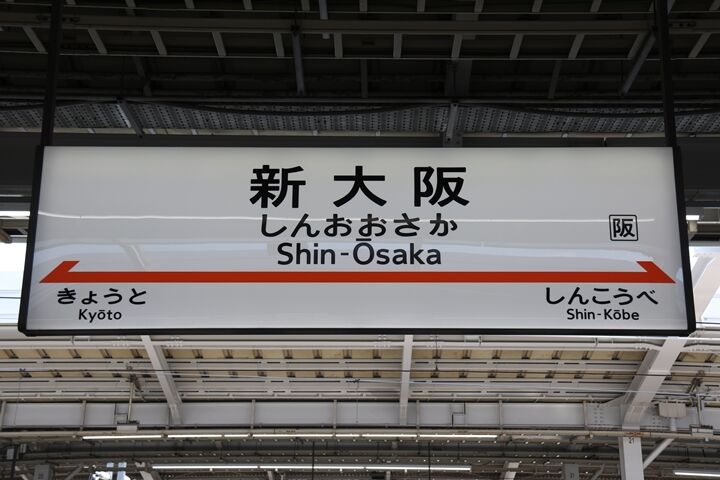 新大阪
しんおおさか
Shin-Ōsaka
阪
きょうと
Kyōto
しんこうべ
Shin-Kōbe
21